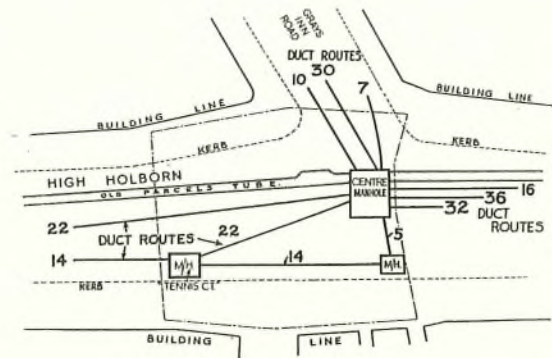 GRAYS
INN
ROAD
DUCT ROUTES
30
10
7
BUILDING LINE
BUILDING LINE
KERB
KERB
HIGH HOLBORN
OLD PARCELS TUBE.
CENTRE
MANHOLE
16
36
32
DUCT
ROUTES
22
22
DUCT ROUTES
5
14
M/H
14
M/H.
KERB
"TENNIS CT."
BUILDING LINE